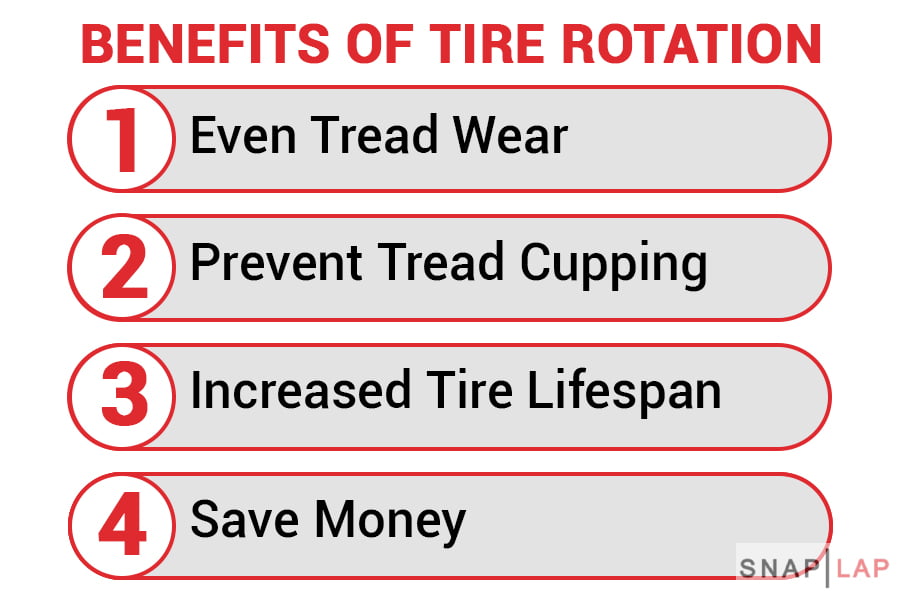 BENEFITS OF TIRE ROTATION
1 Even Tread Wear
2 Prevent Tread Cupping
3 Increased Tire Lifespan
4 Save Money
SNAP|LAP